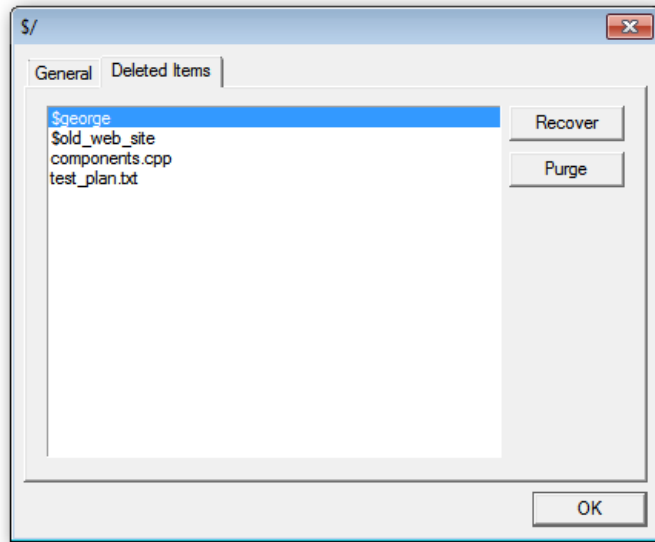 $/
General
Deleted Items
$george
$old_web_site
components.cpp
test_plan.txt
Recover
Purge
OK